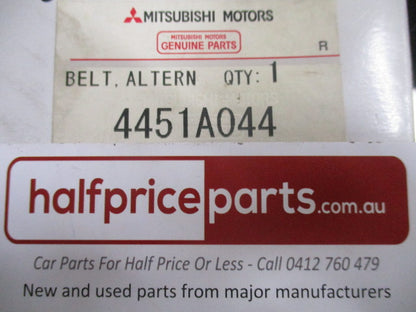 MITSUBISHI MOTORS
MITSUBISHI MOTORS
GENUINE PARTS
R
BELT, ALTERN QTY: 1
4451A044
halfpriceparts.com.au
Car Parts For Half Price Or Less - Call 0412 760 479
New and used parts from major manufacturers